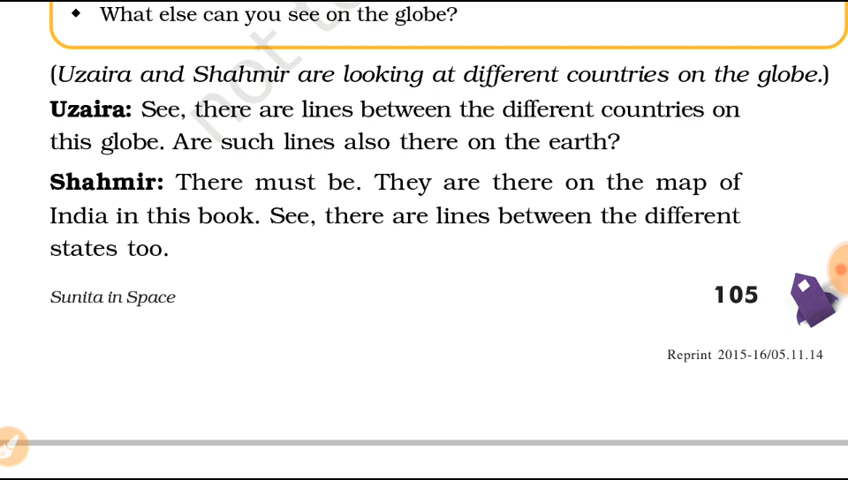 ◆ What else can you see on the globe?
(Uzaira and Shahmir are looking at different countries on the globe.)
Uzaira: See, there are lines between the different countries on
this globe. Are such lines also there on the earth?
Shahmir: There must be. They are there on the map of
India in this book. See, there are lines between the different
states too.
Sunita in Space
105
Reprint 2015-16/05.11.14
not to